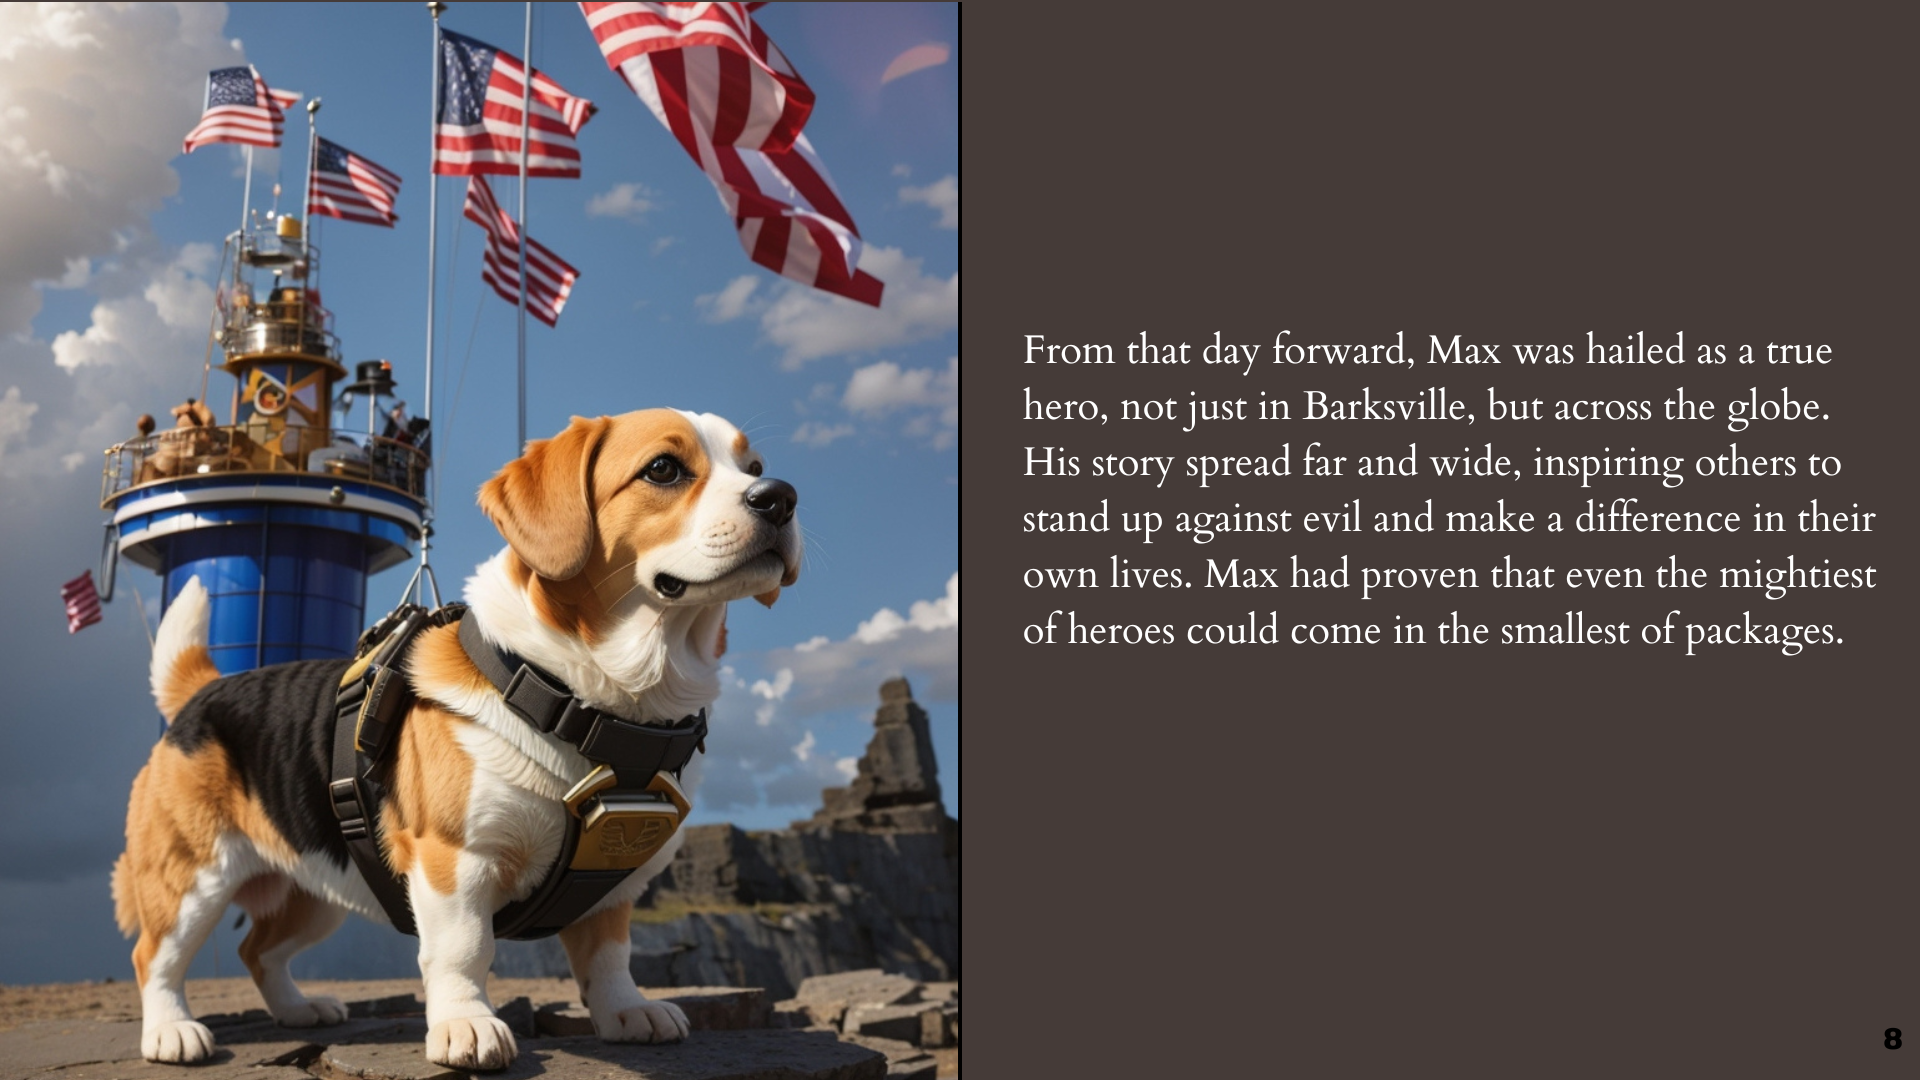 From that day forward, Max was hailed as a true
hero, not just in Barksville, but across the globe.
His story spread far and wide, inspiring others to
stand up against evil and make a difference in their
own lives. Max had proven that even the mightiest
of heroes could come in the smallest of packages.
8